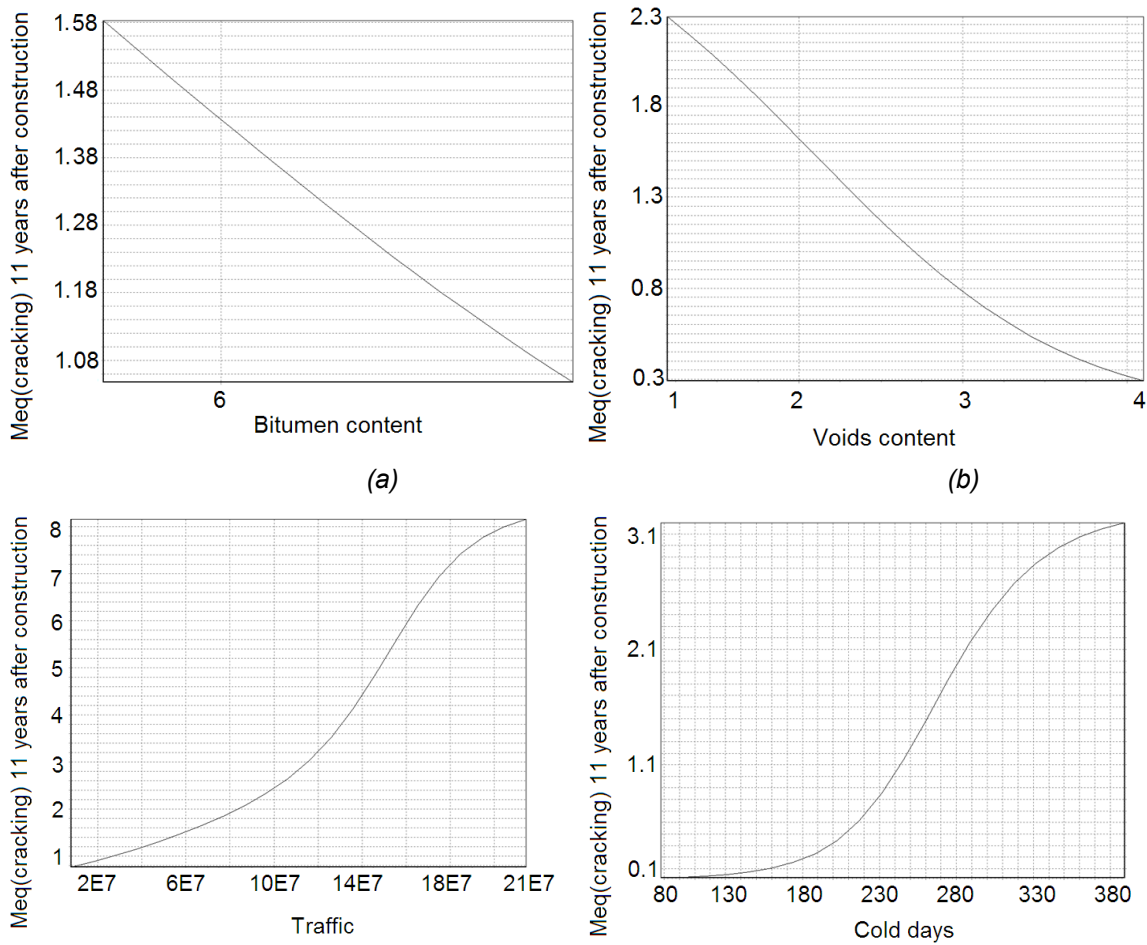 Meq(cracking) 11 years after construction
1.58
1.48
1.38
1.28
1.18
1.08
6
Bitumen content
(a)
Meq(cracking) 11 years after construction
2.3
1.8
1.3
0.8
0.3
1 2 3 4
Voids content
(b)
Meq(cracking) 11 years after construction
8
7
6
5
4
3
2
1
2E7 6E7 10E7 14E7 18E7 21E7
Traffic
Meq(cracking) 11 years after construction
3.1
2.1
1.1
0.1
80 130 180 230 280 330 380
Cold days